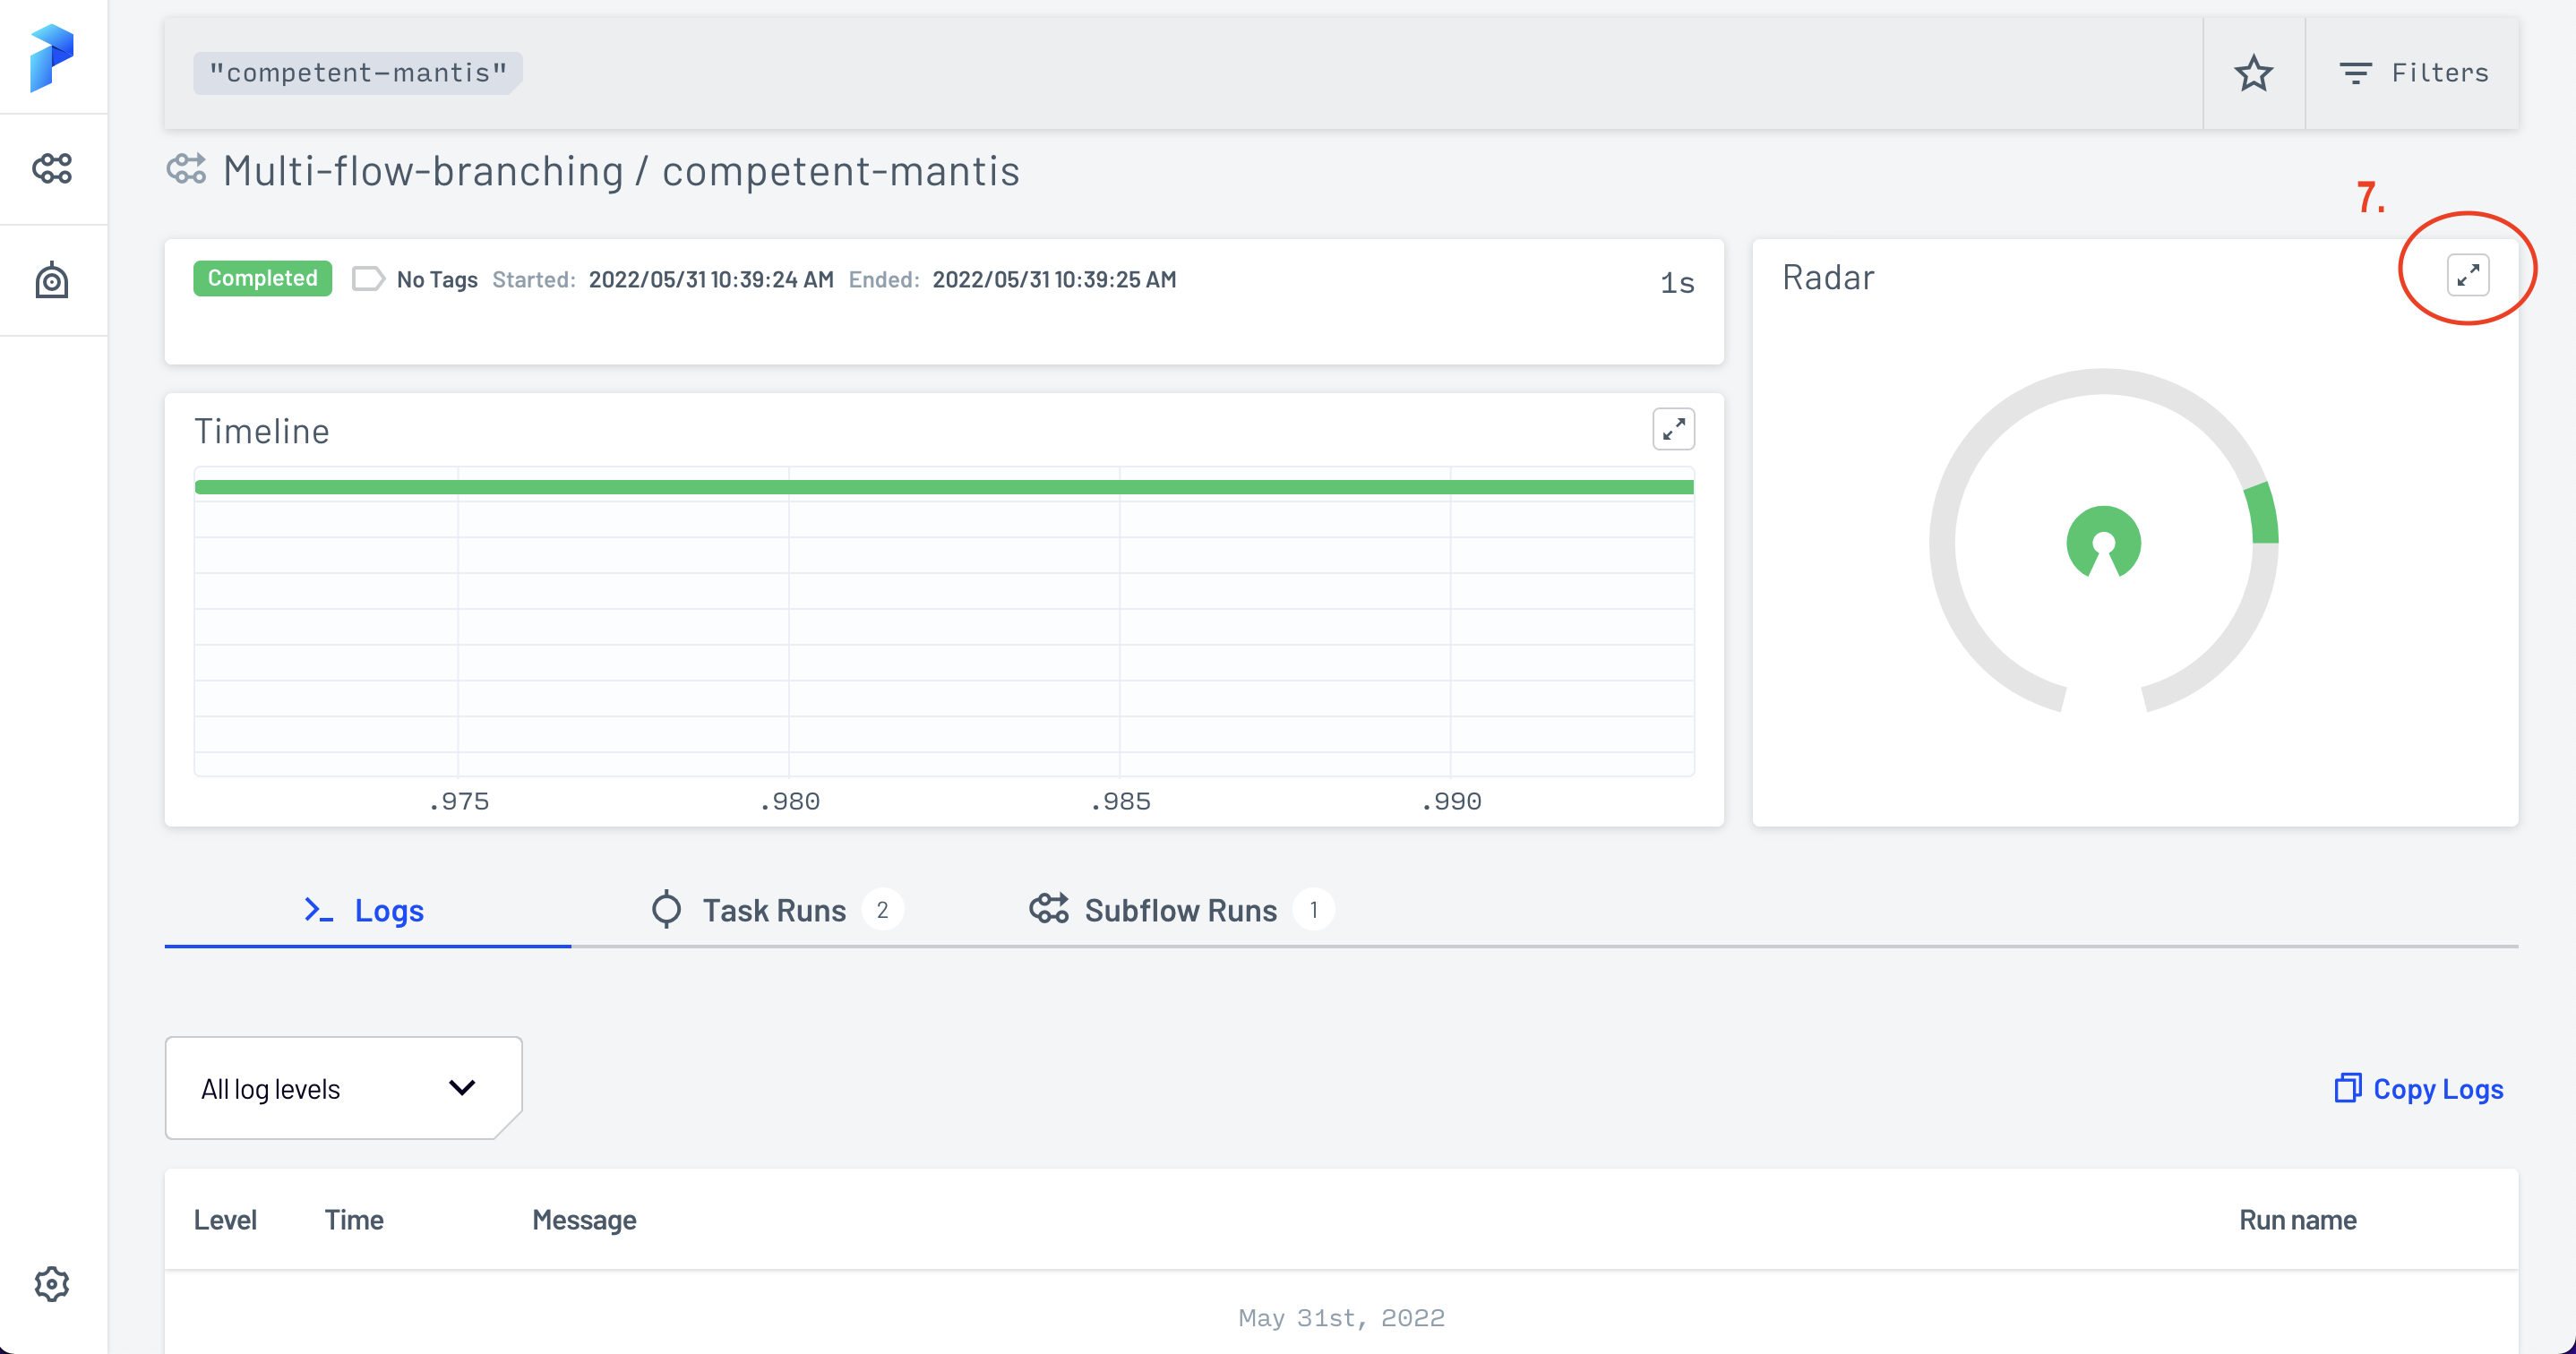 "competent-mantis"
Filters
Multi-flow-branching / competent-mantis
7.
Completed No Tags Started: 2022/05/31 10:39:24 AM Ended: 2022/05/31 10:39:25 AM 1s
Radar
Timeline
.975 .980 .985 .990
Logs Task Runs 2 Subflow Runs 1
All log levels
Copy Logs
Level Time Message Run name
May 31st, 2022